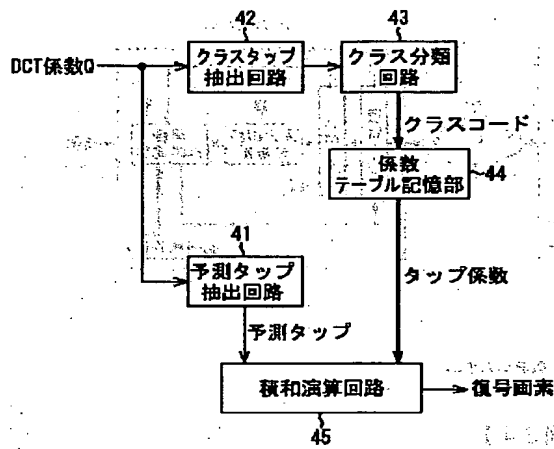 42
43
DCT係数Q
クラスタップ
抽出回路
クラス分類
回路
クラスコード
係数
テーブル記憶部
44
41
予測タップ
抽出回路
タップ係数
予測タップ
積和演算回路
復号画素
45